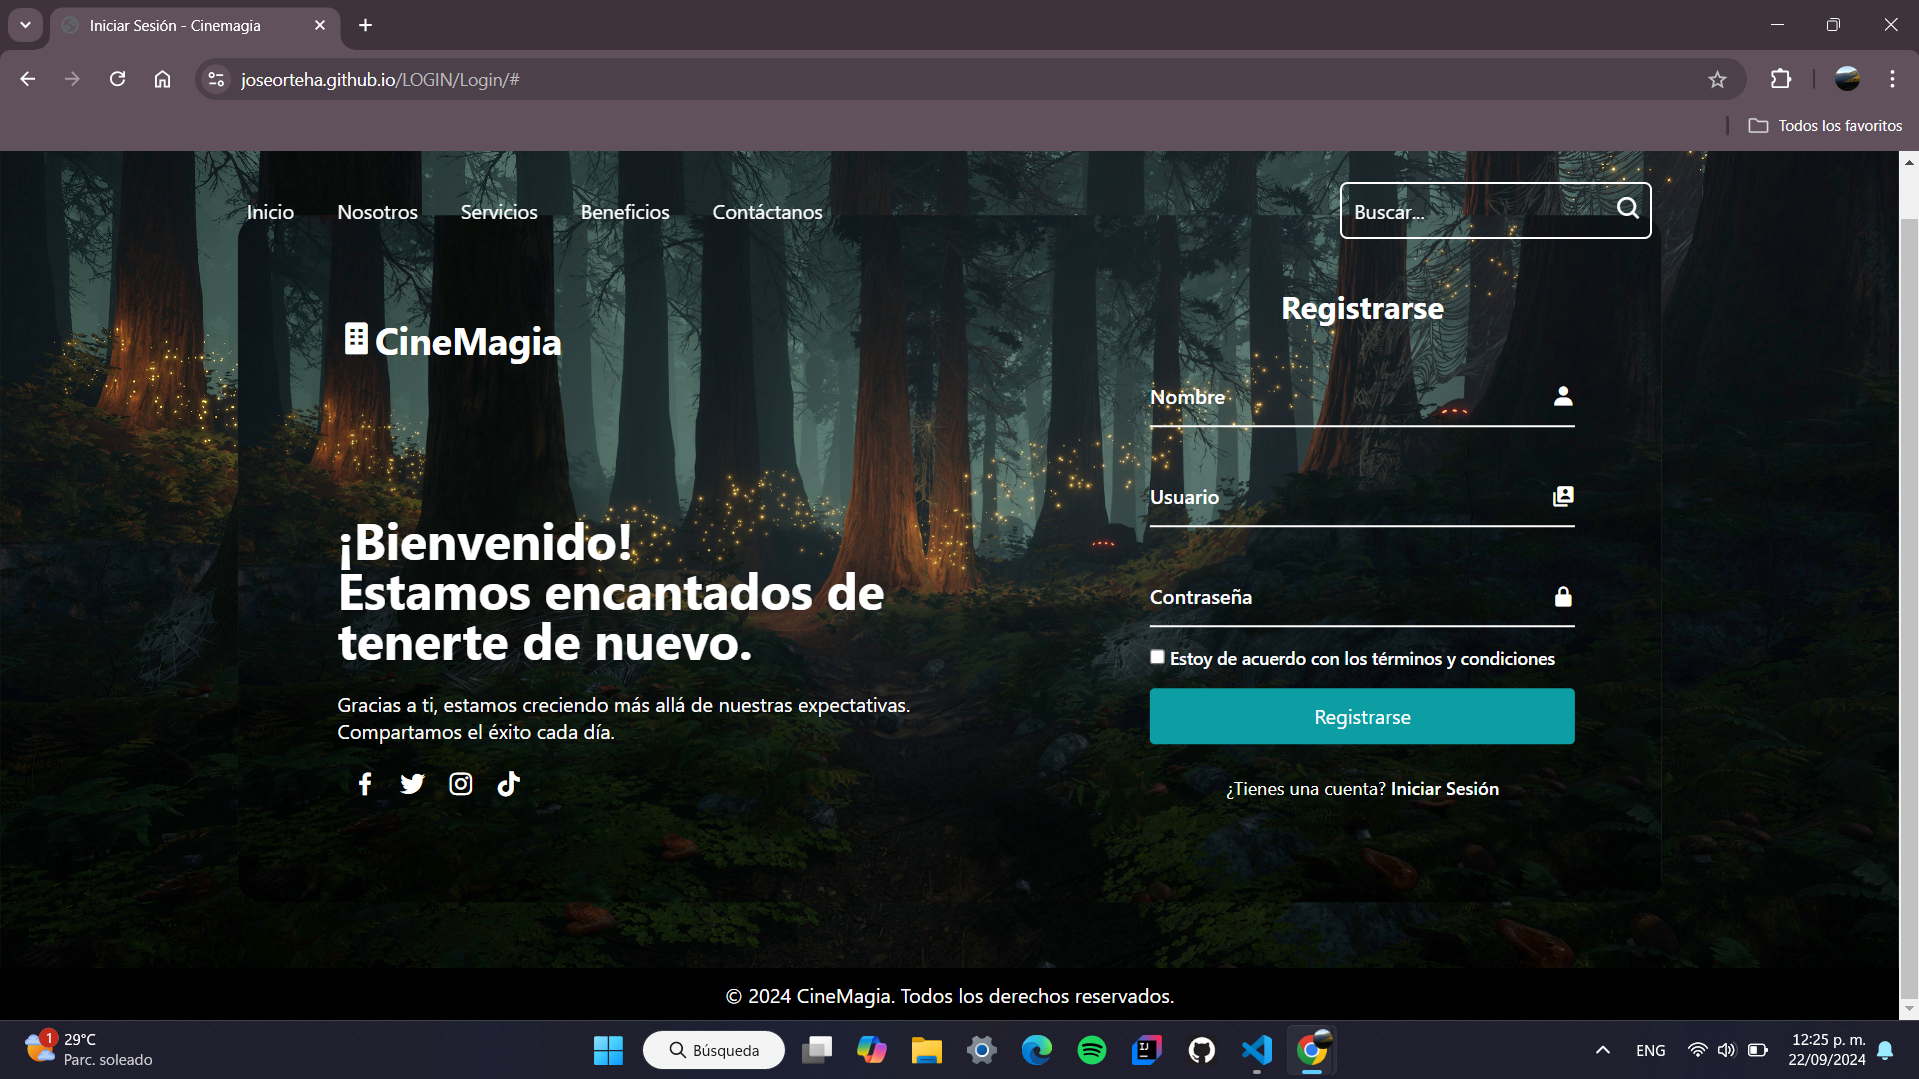 Iniciar Sesión - Cinemagia
joseorteha.github.io/LOGIN/Login/#
Todos los favoritos
Inicio Nosotros Servicios Beneficios Contáctanos
Buscar...
CineMagia
¡Bienvenido!
Estamos encantados de
tenerte de nuevo.
Gracias a ti, estamos creciendo más allá de nuestras expectativas.
Compartamos el éxito cada día.
Registrarse
Nombre
Usuario
Contraseña
Estoy de acuerdo con los términos y condiciones
Registrarse
¿Tienes una cuenta? Iniciar Sesión
© 2024 CineMagia. Todos los derechos reservados.
1
29°C
Parc. soleado
Búsqueda
IJ
ENG
12:25 p. m.
22/09/2024